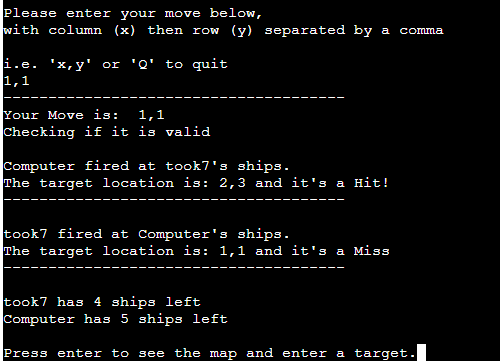 Please enter your move below,
with column (x) then row (y) separated by a comma
i.e. 'x,y' or 'Q' to quit
1,1
--------------------------------------
Your Move is:  1,1
Checking if it is valid
Computer fired at took7's ships.
The target location is: 2,3 and it's a Hit!
--------------------------------------
took7 fired at Computer's ships.
The target location is: 1,1 and it's a Miss
--------------------------------------
took7 has 4 ships left
Computer has 5 ships left
Press enter to see the map and enter a target.